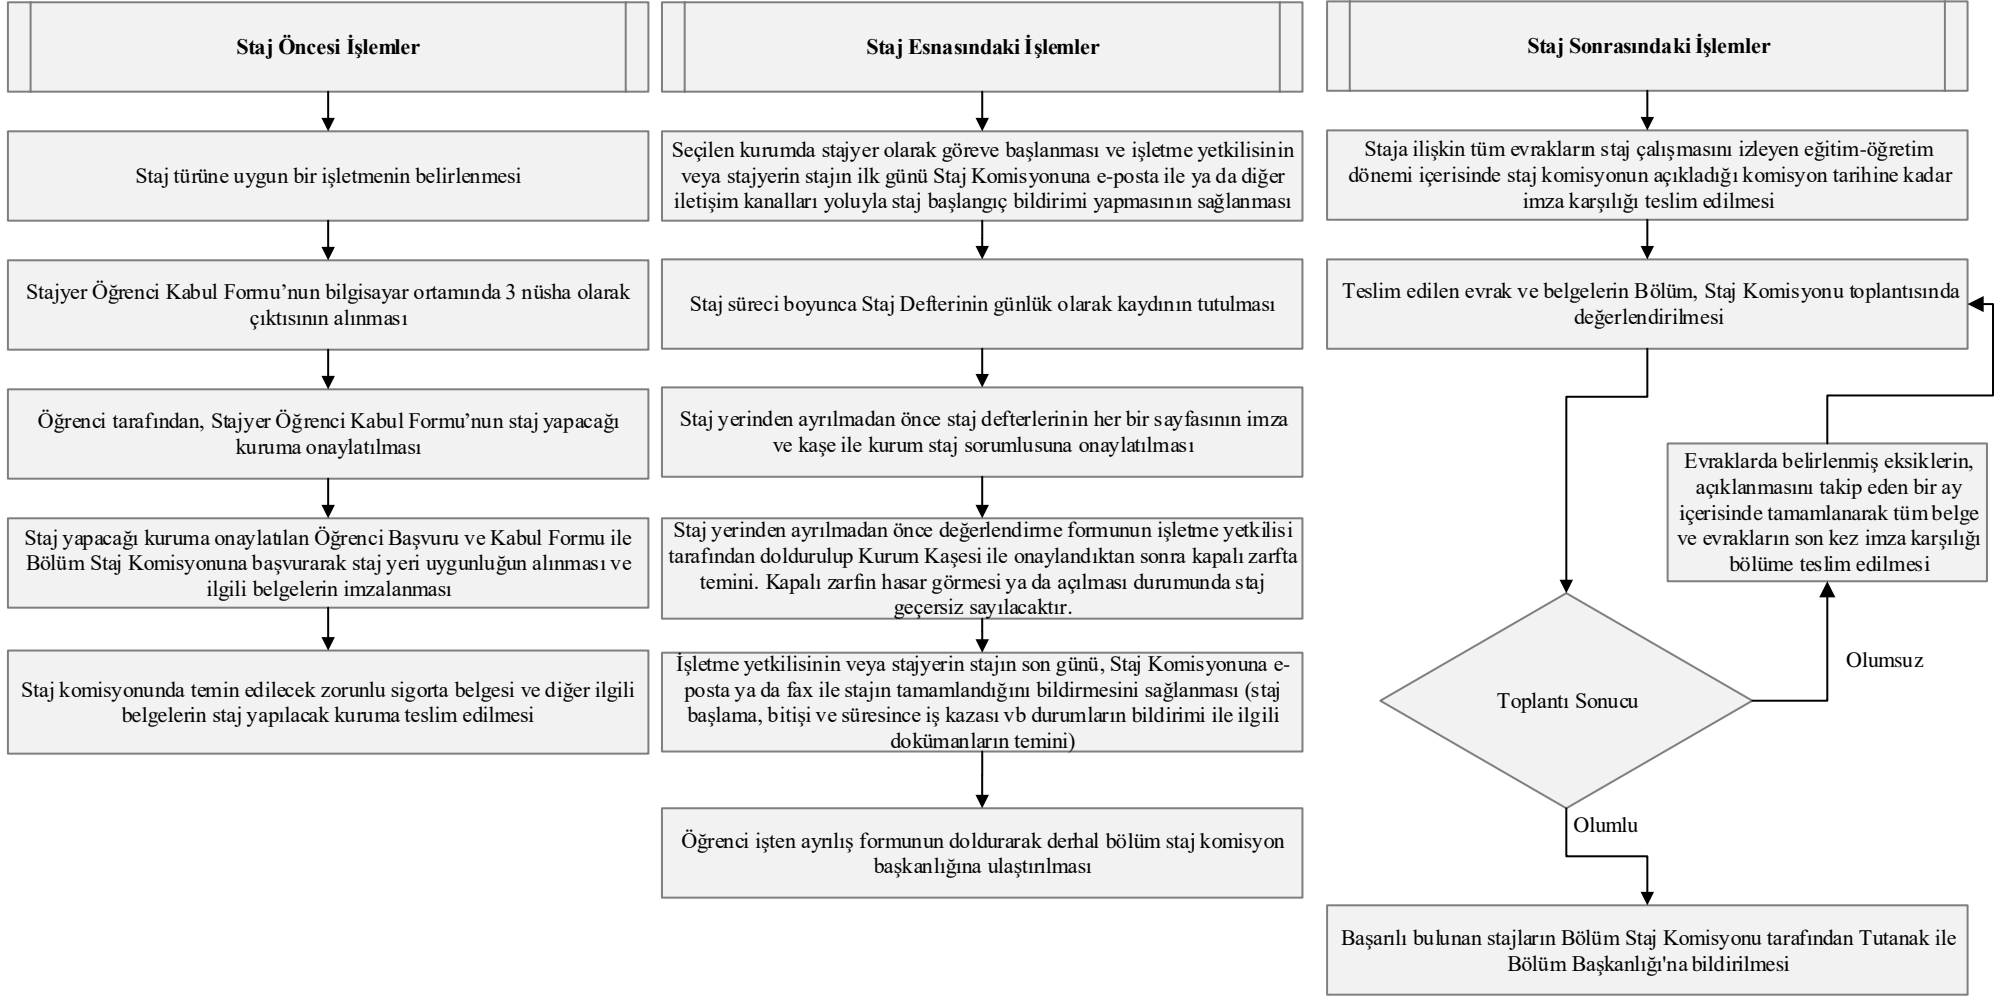 Staj Öncesi İşlemler
Staj türüne uygun bir işletmenin belirlenmesi
Stajyer Öğrenci Kabul Formu’nun bilgisayar ortamında 3 nüsha olarak
çıktısının alınması
Öğrenci tarafından, Stajyer Öğrenci Kabul Formu’nun staj yapacağı
kuruma onaylatılması
Staj yapacağı kuruma onaylatılan Öğrenci Başvuru ve Kabul Formu ile
Bölüm Staj Komisyonuna başvurarak staj yeri uygunluğun alınması ve
ilgili belgelerin imzalanması
Staj komisyonunda temin edilecek zorunlu sigorta belgesi ve diğer ilgili
belgelerin staj yapılacak kuruma teslim edilmesi
Staj Esnasındaki İşlemler
Seçilen kurumda stajyer olarak göreve başlanması ve işletme yetkilisinin
veya stajyerin stajın ilk günü Staj Komisyonuna e-posta ile ya da diğer
iletişim kanalları yoluyla staj başlangıç bildirimi yapmasının sağlanması
Staj süreci boyunca Staj Defterinin günlük olarak kaydının tutulması
Staj yerinden ayrılmadan önce staj defterlerinin her bir sayfasının imza
ve kaşe ile kurum staj sorumlusuna onaylatılması
Staj yerinden ayrılmadan önce değerlendirme formunun işletme yetkilisi
tarafından doldurulup Kurum Kaşesi ile onaylandıktan sonra kapalı zarfta
temini. Kapalı zarfın hasar görmesi ya da açılması durumunda staj
geçersiz sayılacaktır.
İşletme yetkilisinin veya stajyerin stajın son günü, Staj Komisyonuna e-
posta ya da fax ile stajın tamamlandığını bildirmesini sağlanması (staj
başlama, bitişi ve süresince iş kazası vb durumların bildirimi ile ilgili
dokümanların temini)
Öğrenci işten ayrılış formunun doldurarak derhal bölüm staj komisyon
başkanlığına ulaştırılması
Staj Sonrasındaki İşlemler
Staja ilişkin tüm evrakların staj çalışmasını izleyen eğitim-öğretim
dönemi içerisinde staj komisyonun açıkladığı komisyon tarihine kadar
imza karşılığı teslim edilmesi
Teslim edilen evrak ve belgelerin Bölüm, Staj Komisyonu toplantısında
değerlendirilmesi
Evraklarda belirlenmiş eksiklerin,
açıklanmasını takip eden bir ay
içerisinde tamamlanarak tüm belge
ve evrakların son kez imza karşılığı
bölüme teslim edilmesi
Olumsuz
Toplantı Sonucu
Olumlu
Başarılı bulunan stajların Bölüm Staj Komisyonu tarafından Tutanak ile
Bölüm Başkanlığı'na bildirilmesi